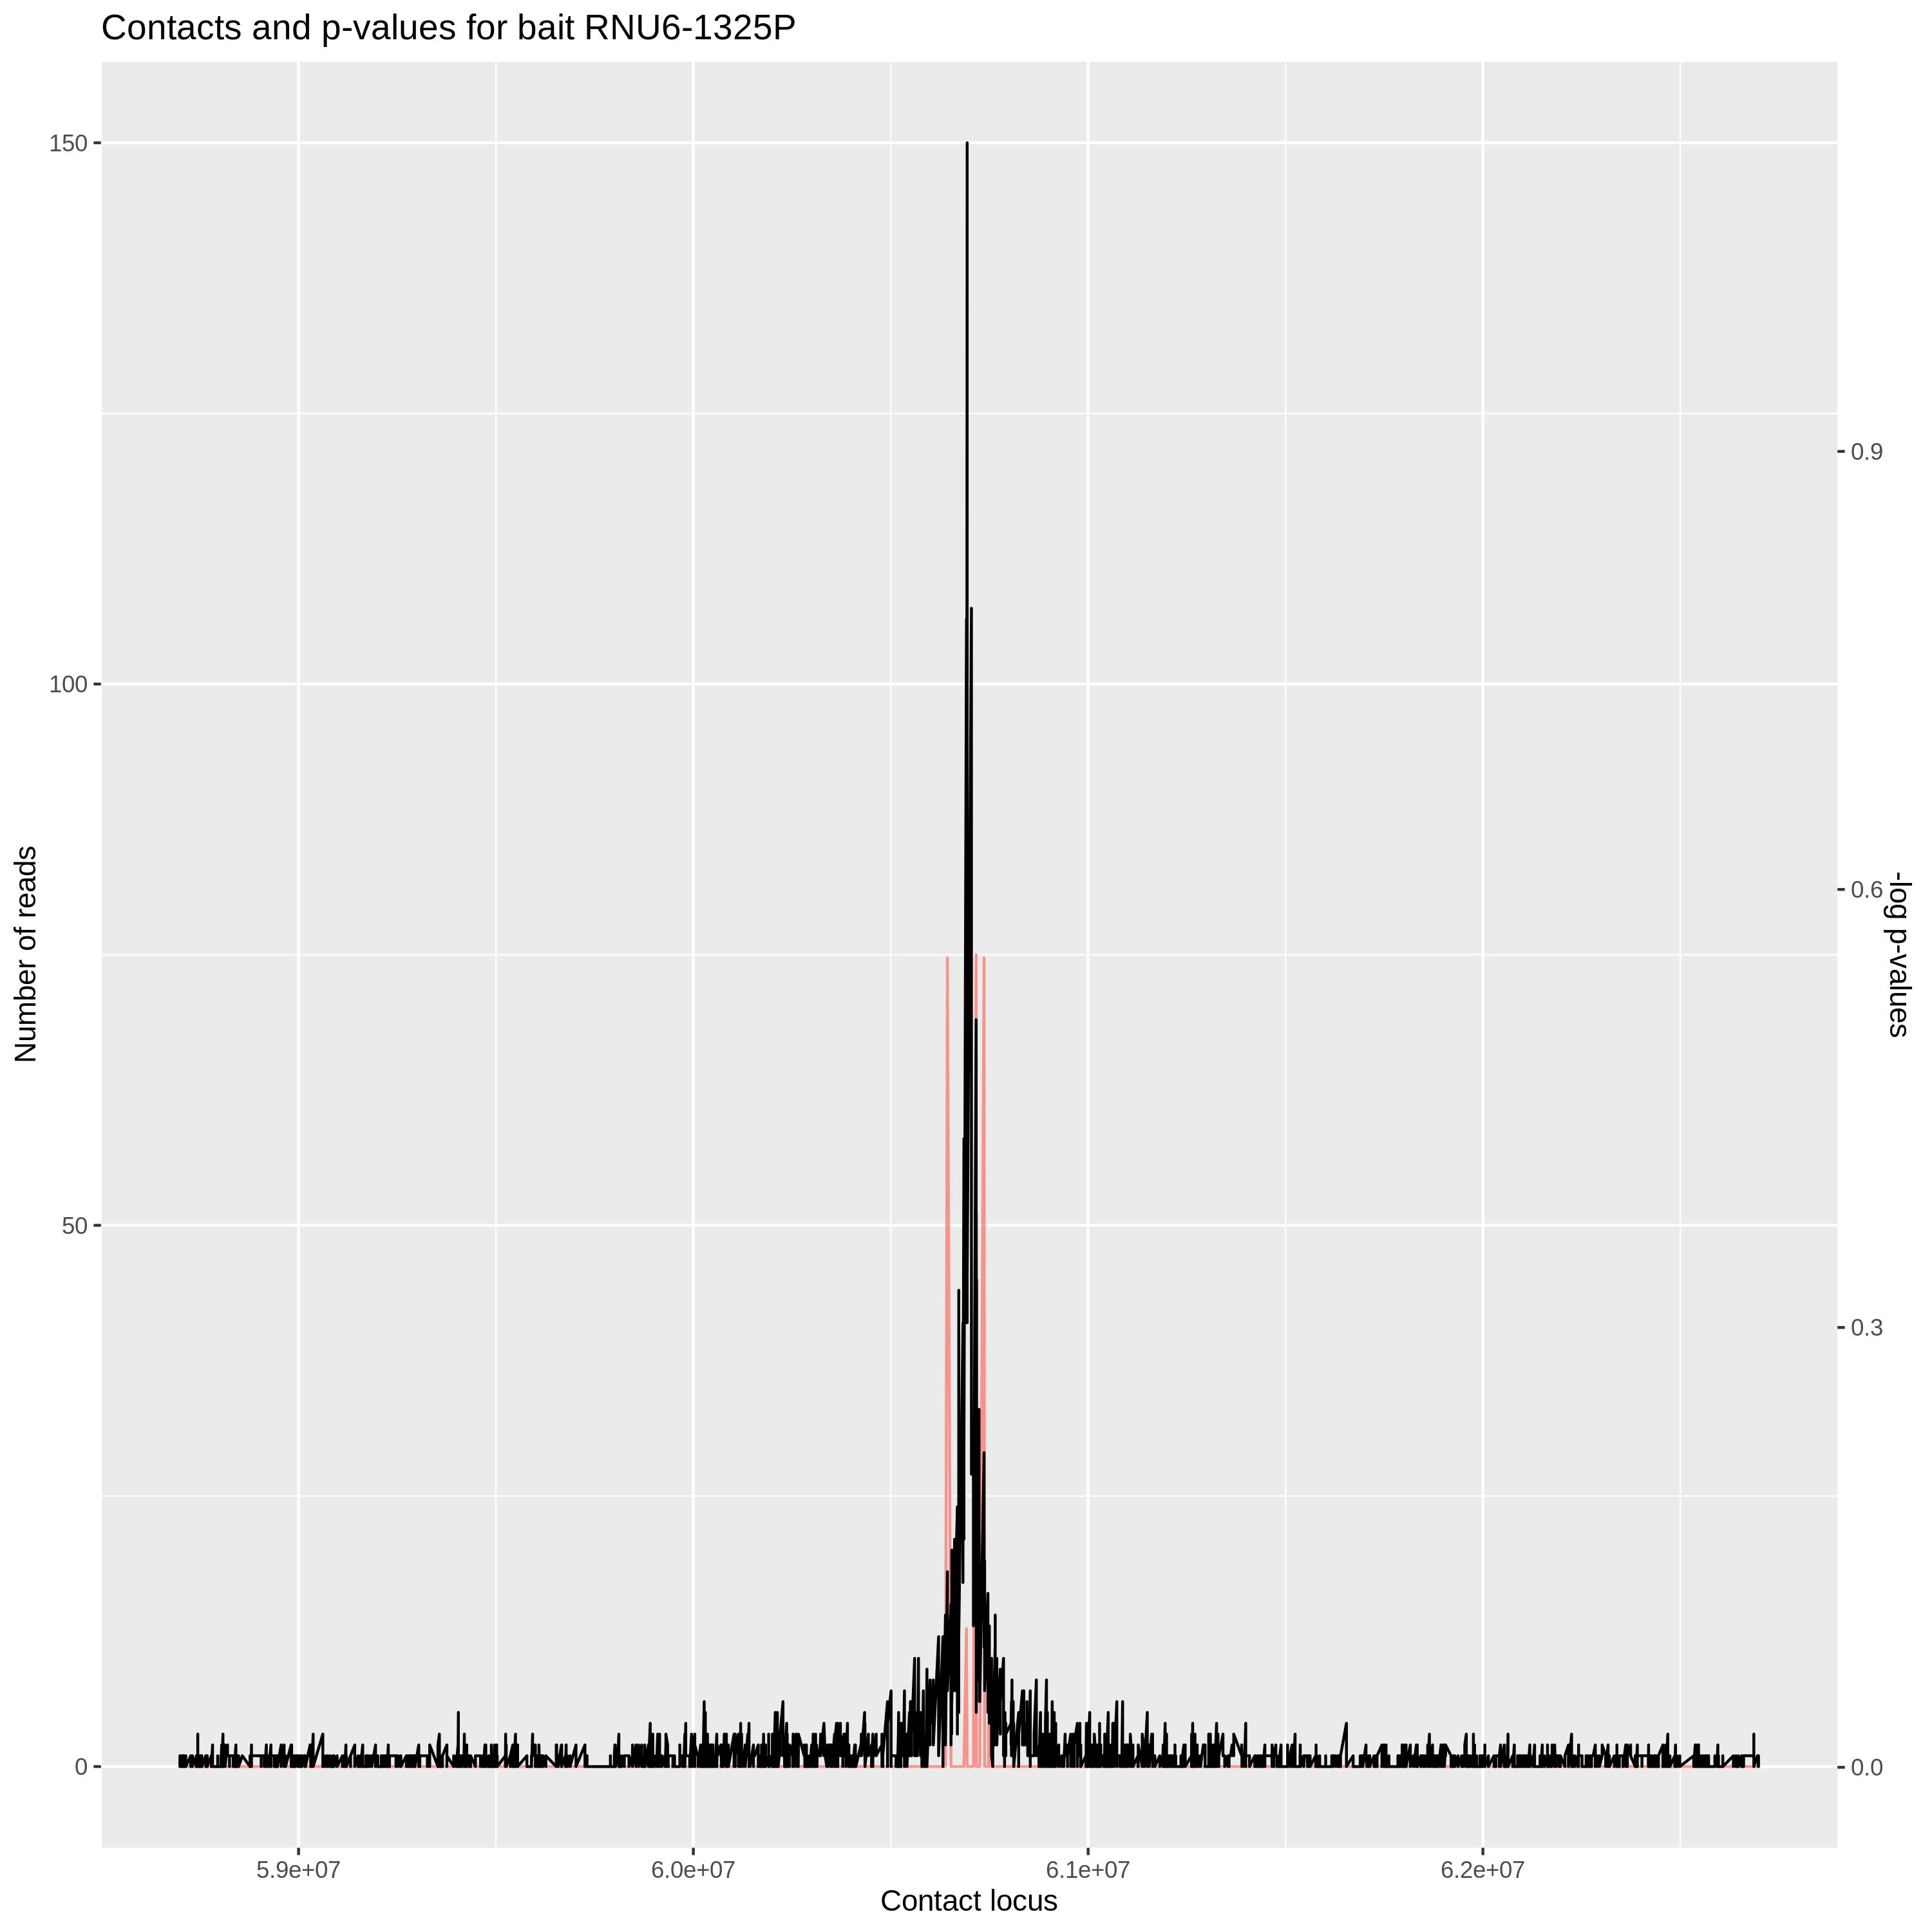 Contacts and p-values for bait RNU6-1325P
150
100
50
0
Number of reads
0.9
0.6
0.3
0.0
-log p-values
5.9e+07
6.0e+07
6.1e+07
6.2e+07
Contact locus